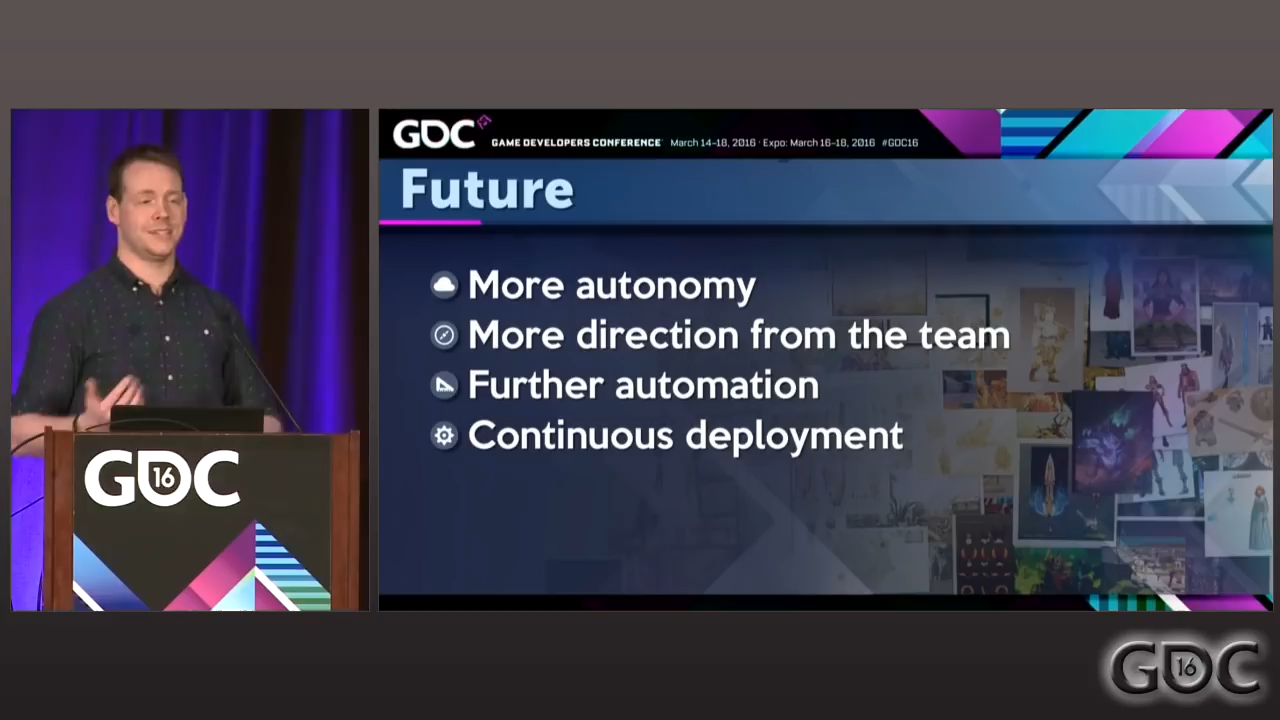 GDC
GAME DEVELOPERS CONFERENCE March 14-18, 2016 · Expo: March 16-18, 2016 #GDC16
Future
More autonomy
More direction from the team
Further automation
Continuous deployment
GDC 16
GDC 16